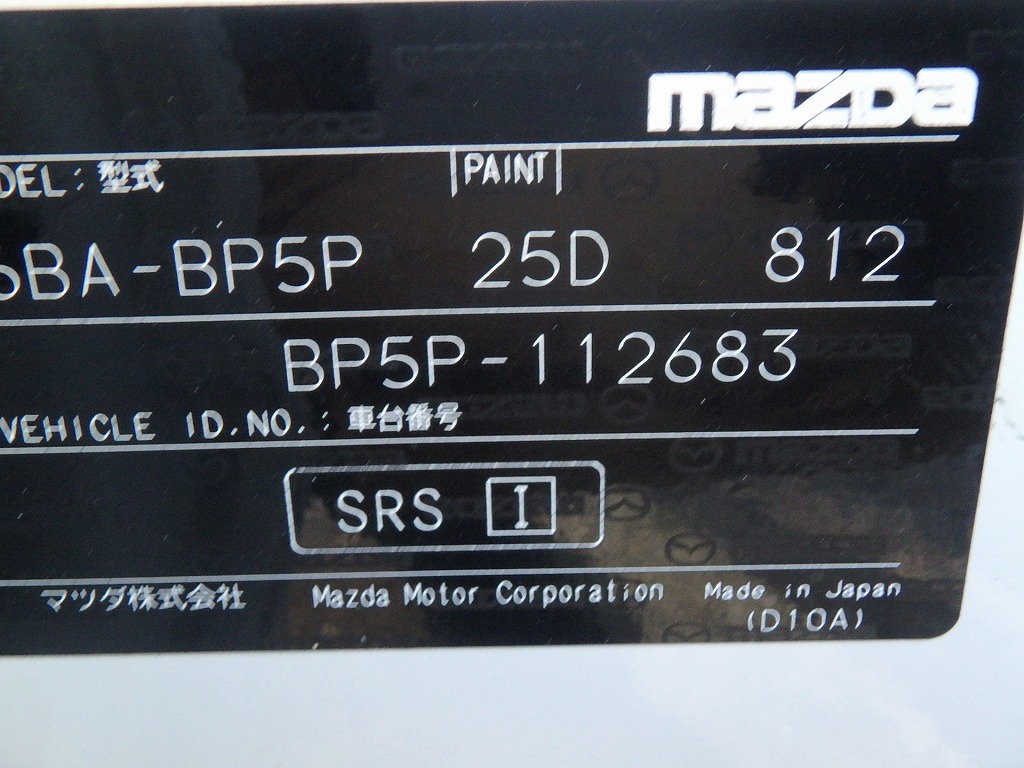 mazda
DEL: 型式 PAINT
6BA-BP5P 25D 812
BP5P-112683
VEHICLE ID.NO.: 車台番号
SRS I
マツダ株式会社 Mazda Motor Corporation Made in Japan
(D10A)